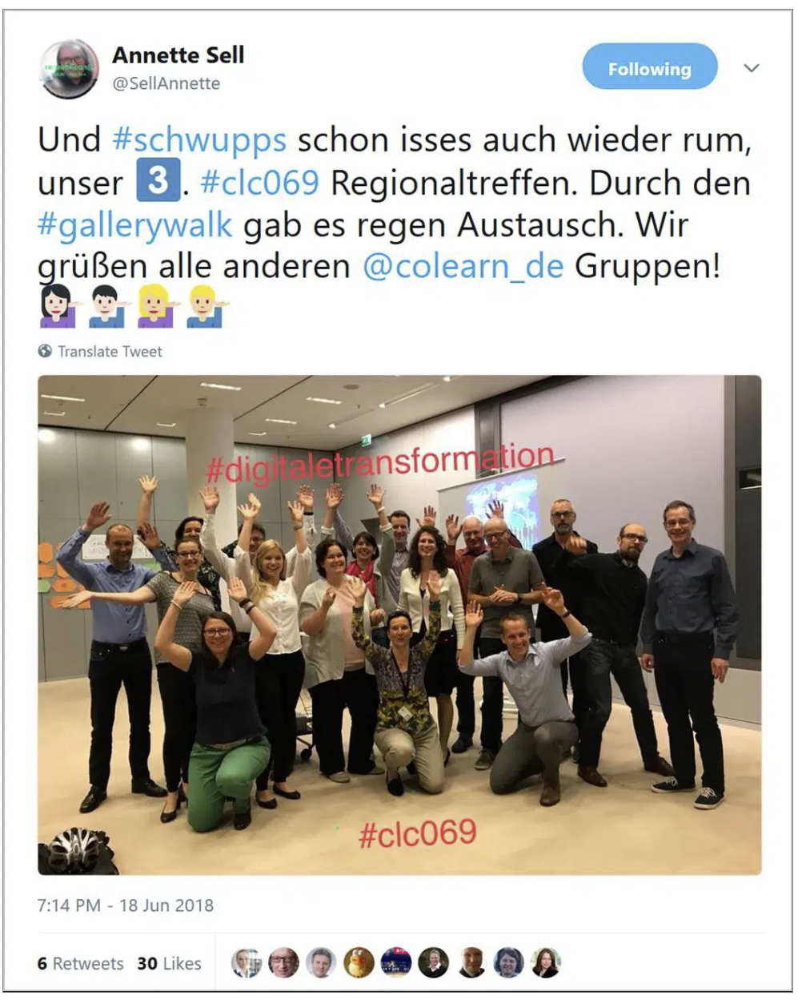 Annette Sell
@SellAnnette
Following
Und #schwupps schon isses auch wieder rum,
unser 3️⃣. #clc069 Regionaltreffen. Durch den
#gallerywalk gab es regen Austausch. Wir
grüßen alle anderen @colearn_de Gruppen!
💁🏻‍♀️ 💁🏻‍♂️ 💁🏼‍♀️ 💁🏼‍♂️
Translate Tweet
#digitaletransformation
#clc069
7:14 PM - 18 Jun 2018
6 Retweets 30 Likes